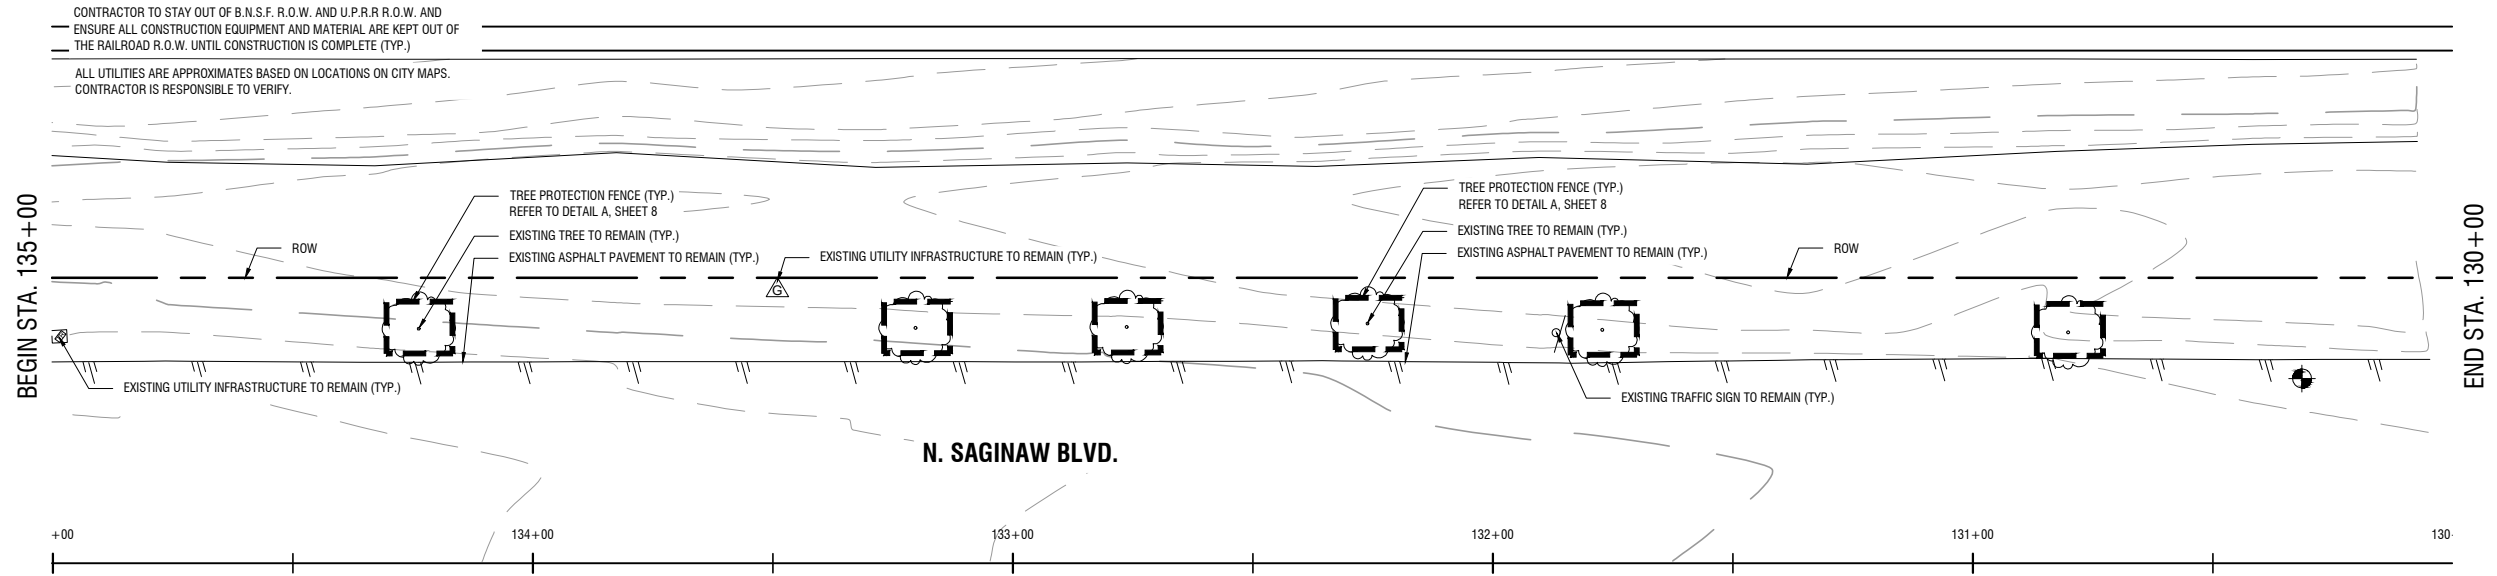 CONTRACTOR TO STAY OUT OF B.N.S.F. R.O.W. AND U.P.R.R R.O.W. AND
ENSURE ALL CONSTRUCTION EQUIPMENT AND MATERIAL ARE KEPT OUT OF
THE RAILROAD R.O.W. UNTIL CONSTRUCTION IS COMPLETE (TYP.)
ALL UTILITIES ARE APPROXIMATES BASED ON LOCATIONS ON CITY MAPS.
CONTRACTOR IS RESPONSIBLE TO VERIFY.
BEGIN STA. 135+00
TREE PROTECTION FENCE (TYP.)
REFER TO DETAIL A, SHEET 8
EXISTING TREE TO REMAIN (TYP.)
EXISTING ASPHALT PAVEMENT TO REMAIN (TYP.)
ROW
EXISTING UTILITY INFRASTRUCTURE TO REMAIN (TYP.)
G
TREE PROTECTION FENCE (TYP.)
REFER TO DETAIL A, SHEET 8
EXISTING TREE TO REMAIN (TYP.)
EXISTING ASPHALT PAVEMENT TO REMAIN (TYP.)
ROW
END STA. 130+00
EXISTING UTILITY INFRASTRUCTURE TO REMAIN (TYP.)
EXISTING TRAFFIC SIGN TO REMAIN (TYP.)
N. SAGINAW BLVD.
+00
134+00
133+00
132+00
131+00
130